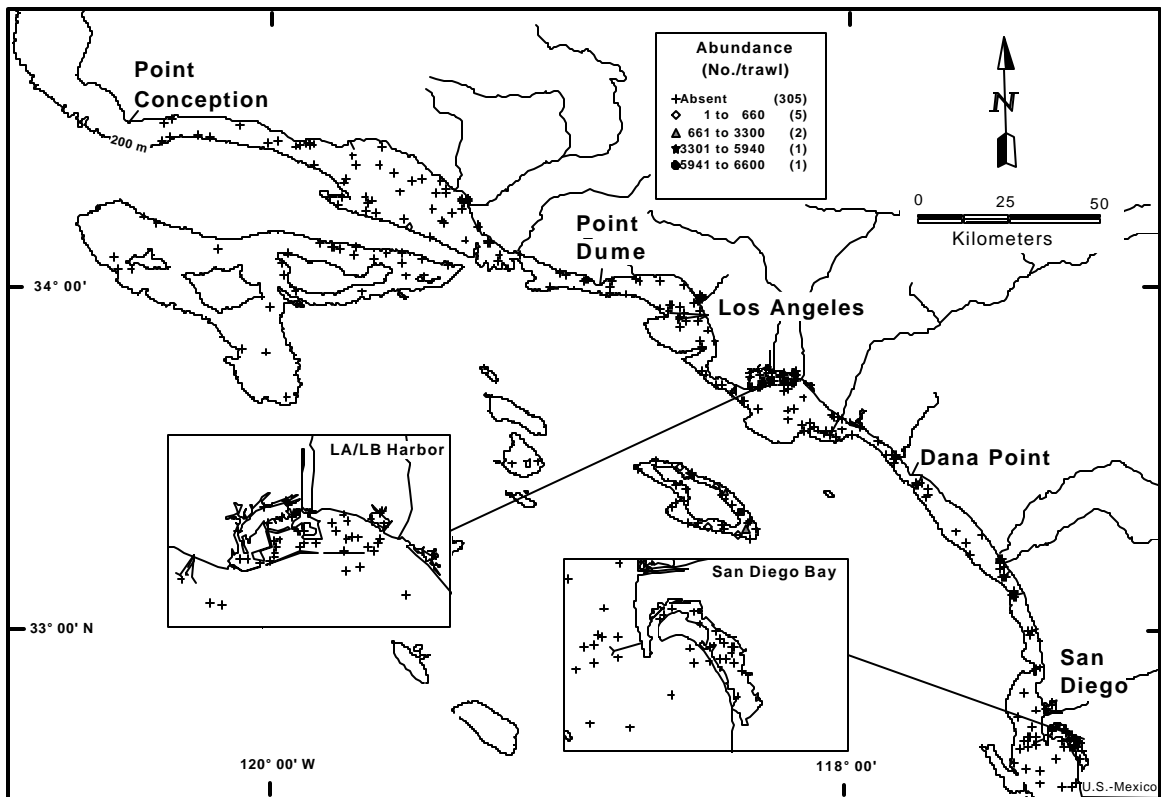 Point
Conception
200 m
Abundance
(No./trawl)
Absent (305)
1 to 660 (5)
661 to 3300 (2)
3301 to 5940 (1)
5941 to 6600 (1)
N
0 25 50
Kilometers
Point
Dume
34° 00'
Los Angeles
LA/LB Harbor
Dana Point
San Diego Bay
33° 00' N
San
Diego
120° 00' W
118° 00'
U.S.-Mexico